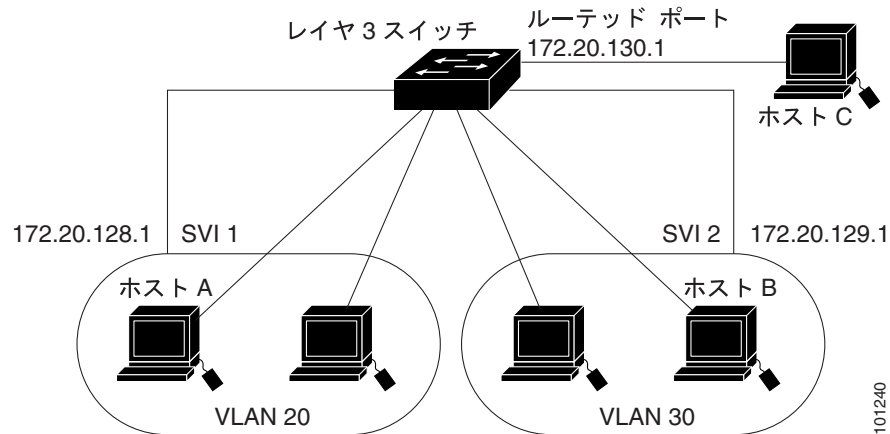 レイヤ 3 スイッチ
ルーテッド ポート
172.20.130.1
ホスト C
172.20.128.1
SVI 1
SVI 2
172.20.129.1
ホスト A
ホスト B
VLAN 20
VLAN 30
101240